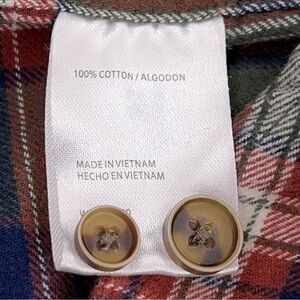 100% COTTON / ALGODON
MADE IN VIETNAM
HECHO EN VIETNAM